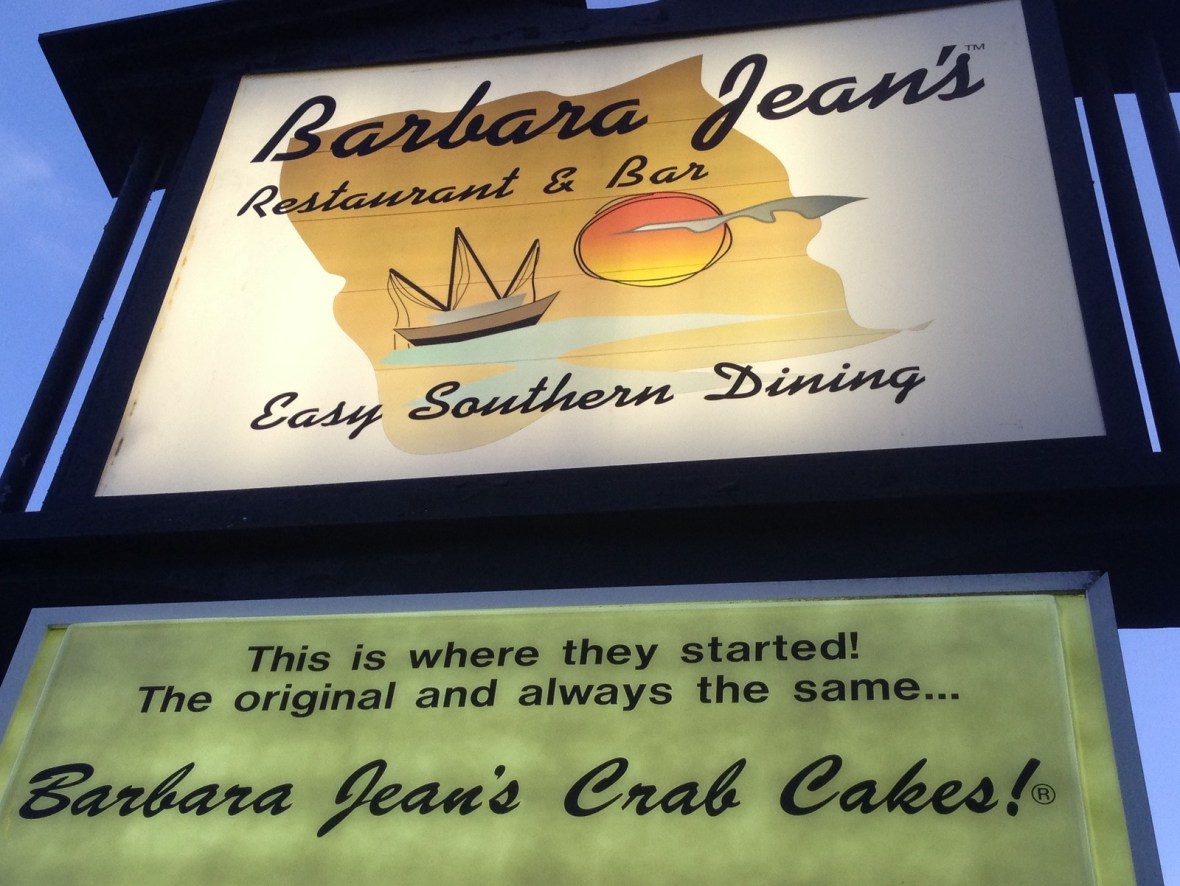 Barbara Jean's™
Restaurant & Bar
Easy Southern Dining
This is where they started!
The original and always the same...
Barbara Jean's Crab Cakes!®